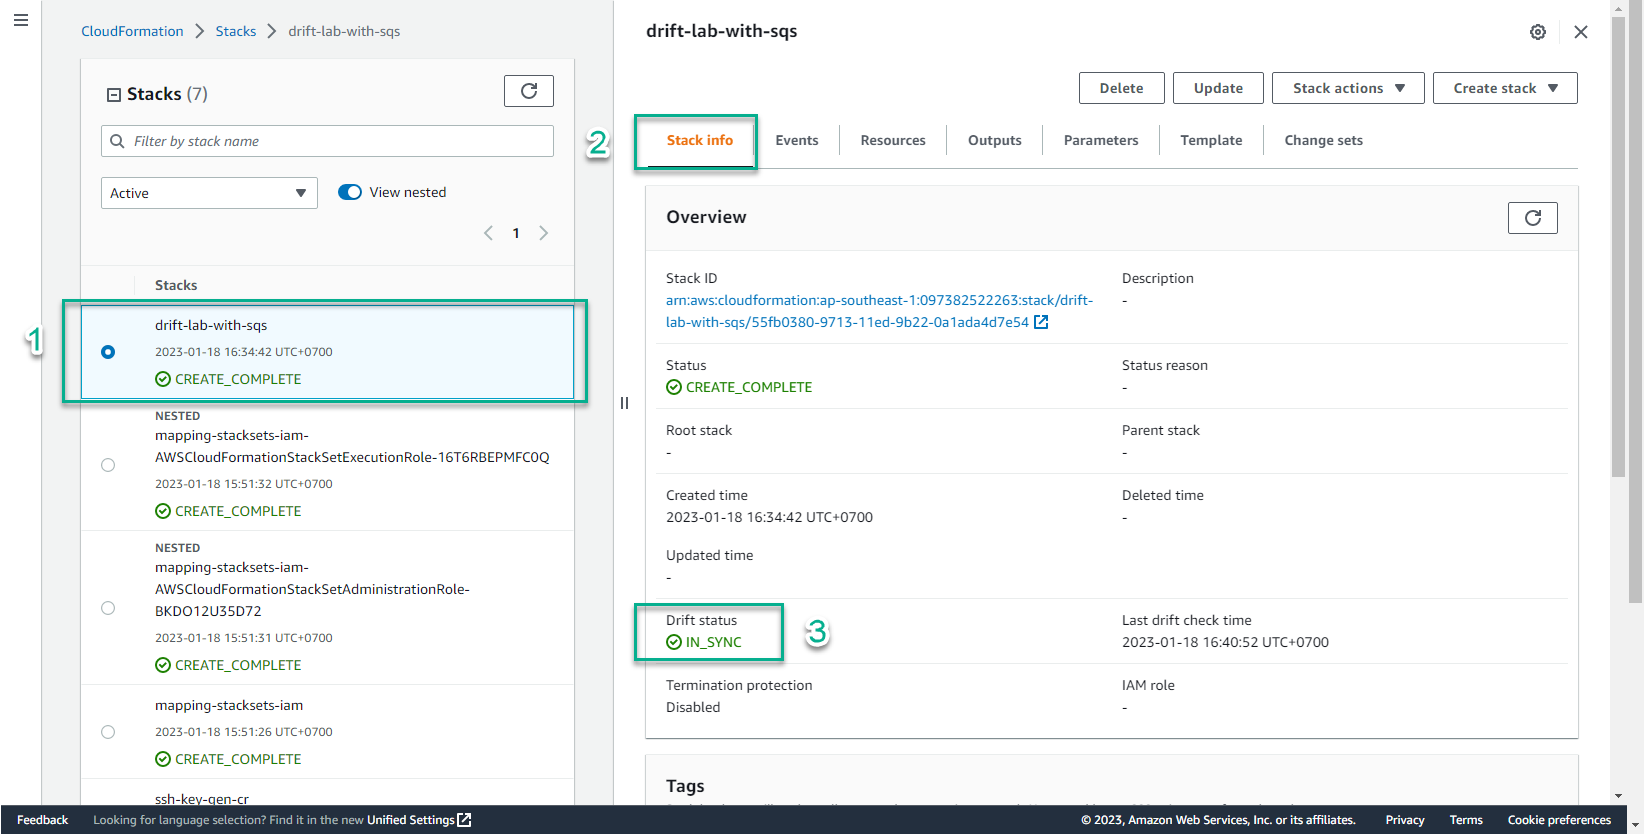 CloudFormation > Stacks > drift-lab-with-sqs
Stacks (7)
Filter by stack name
Active
View nested
1
Stacks
1
drift-lab-with-sqs
2023-01-18 16:34:42 UTC+0700
CREATE_COMPLETE
NESTED
mapping-stacksets-iam-
AWSCloudFormationStackSetExecutionRole-16T6RBEPMFC0Q
2023-01-18 15:51:32 UTC+0700
CREATE_COMPLETE
NESTED
mapping-stacksets-iam-
AWSCloudFormationStackSetAdministrationRole-
BKDO12U35D72
2023-01-18 15:51:31 UTC+0700
CREATE_COMPLETE
mapping-stacksets-iam
2023-01-18 15:51:26 UTC+0700
CREATE_COMPLETE
ssh-key-gen-cr
drift-lab-with-sqs
Delete
Update
Stack actions
Create stack
2
Stack info
Events
Resources
Outputs
Parameters
Template
Change sets
Overview
Stack ID
arn:aws:cloudformation:ap-southeast-1:097382522263:stack/drift-
lab-with-sqs/55fb0380-9713-11ed-9b22-0a1ada4d7e54
Description
-
Status
CREATE_COMPLETE
Status reason
-
Root stack
-
Parent stack
-
Created time
2023-01-18 16:34:42 UTC+0700
Deleted time
-
Updated time
-
Drift status
IN_SYNC
3
Last drift check time
2023-01-18 16:40:52 UTC+0700
Termination protection
Disabled
IAM role
-
Tags
Feedback
Looking for language selection? Find it in the new Unified Settings
© 2023, Amazon Web Services, Inc. or its affiliates.
Privacy
Terms
Cookie preferences